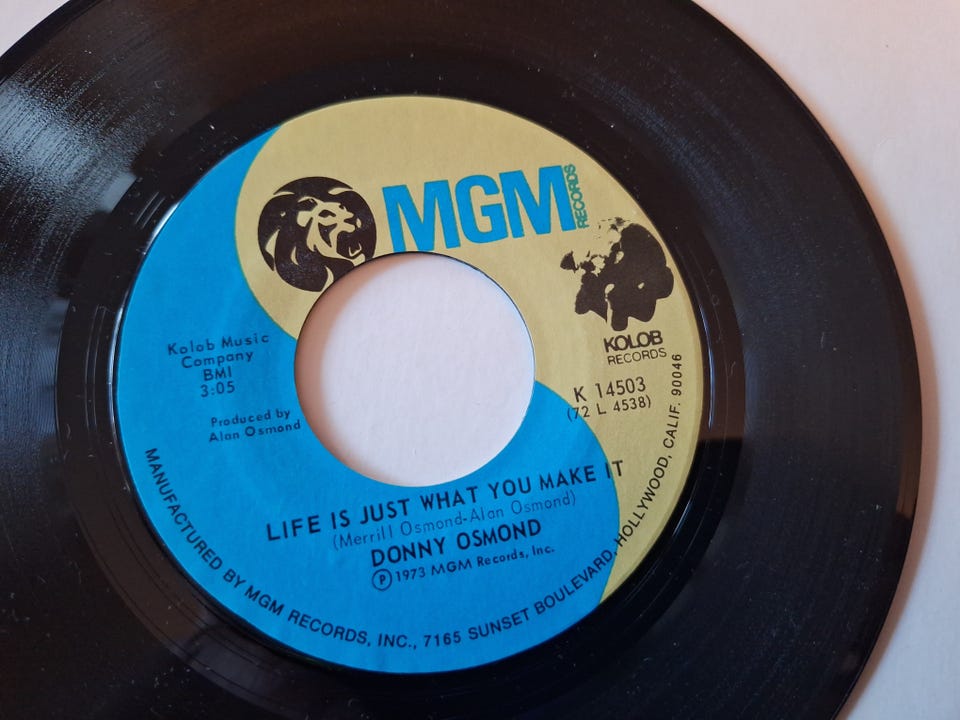 MGM
RECORDS
KOLOB
RECORDS
Kolob Music
Company
BMI
3:05
K 14503
(72 L 4538)
Produced by
Alan Osmond
LIFE IS JUST WHAT YOU MAKE IT
(Merrill Osmond-Alan Osmond)
DONNY OSMOND
Ⓟ 1973 MGM Records, Inc.
MANUFACTURED BY MGM RECORDS, INC., 7165 SUNSET BOULEVARD, HOLLYWOOD, CALIF. 90046